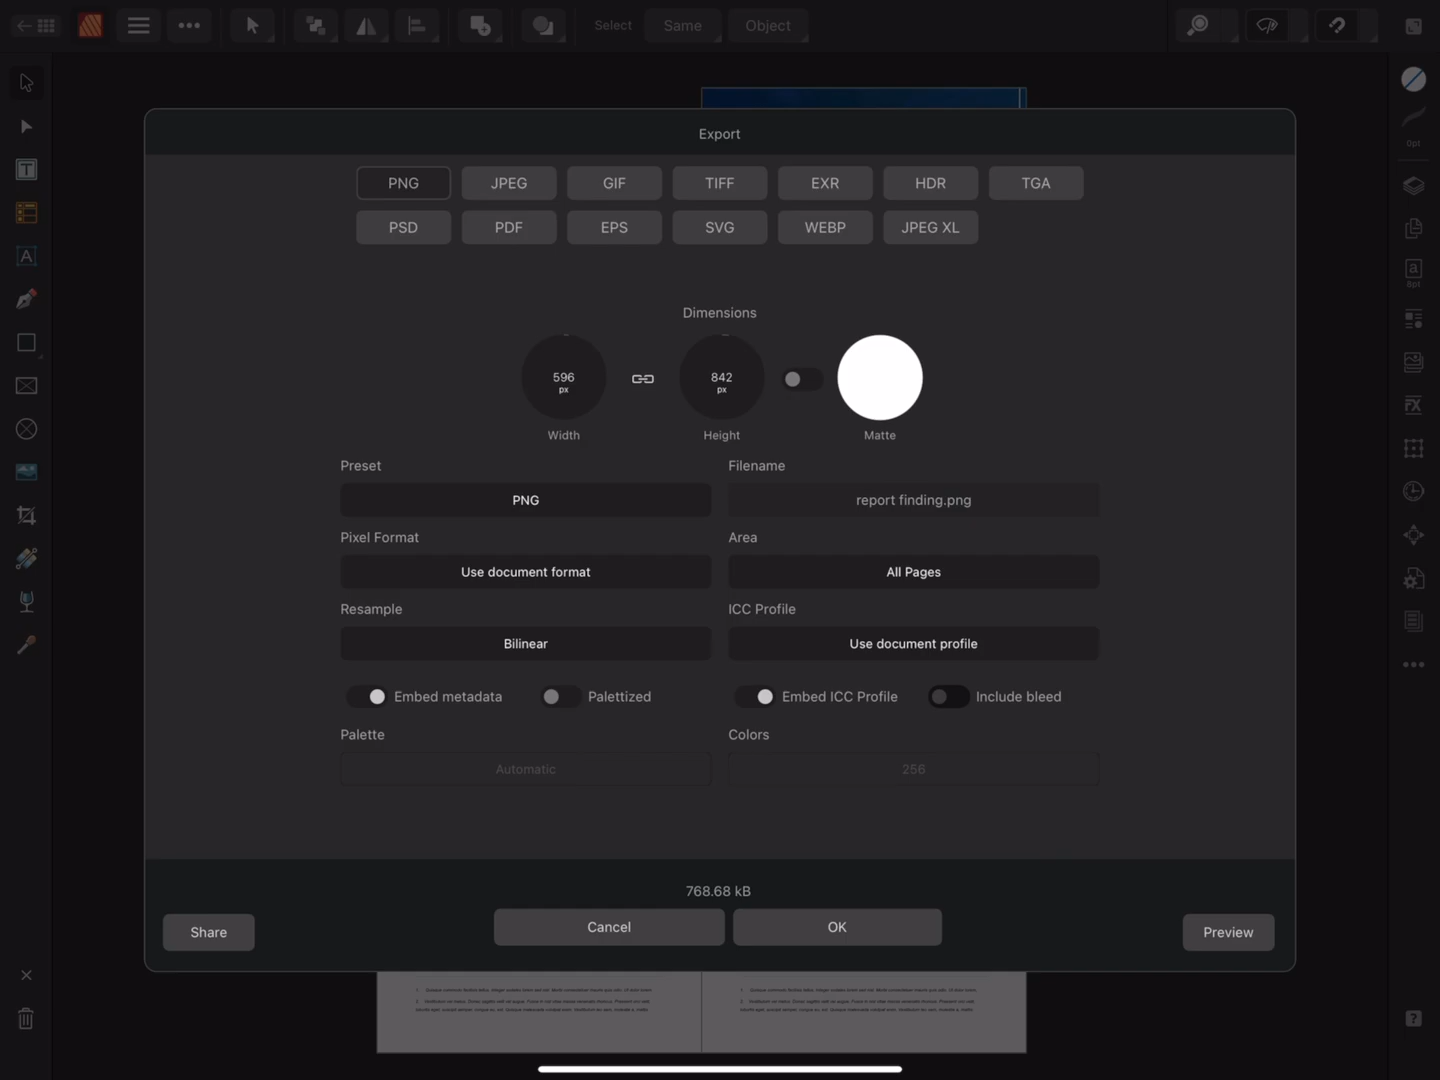 Select Same Object
Export
PNG JPEG GIF TIFF EXR HDR TGA
PSD PDF EPS SVG WEBP JPEG XL
0pt
a
8pt
T
A
FX
Dimensions
596 px
842 px
Width Height Matte
Preset Filename
PNG report finding.png
Pixel Format Area
Use document format All Pages
Resample ICC Profile
Bilinear Use document profile
Embed metadata Palettized Embed ICC Profile Include bleed
Palette Colors
Automatic 256
768.68 kB
Share Cancel OK Preview
?